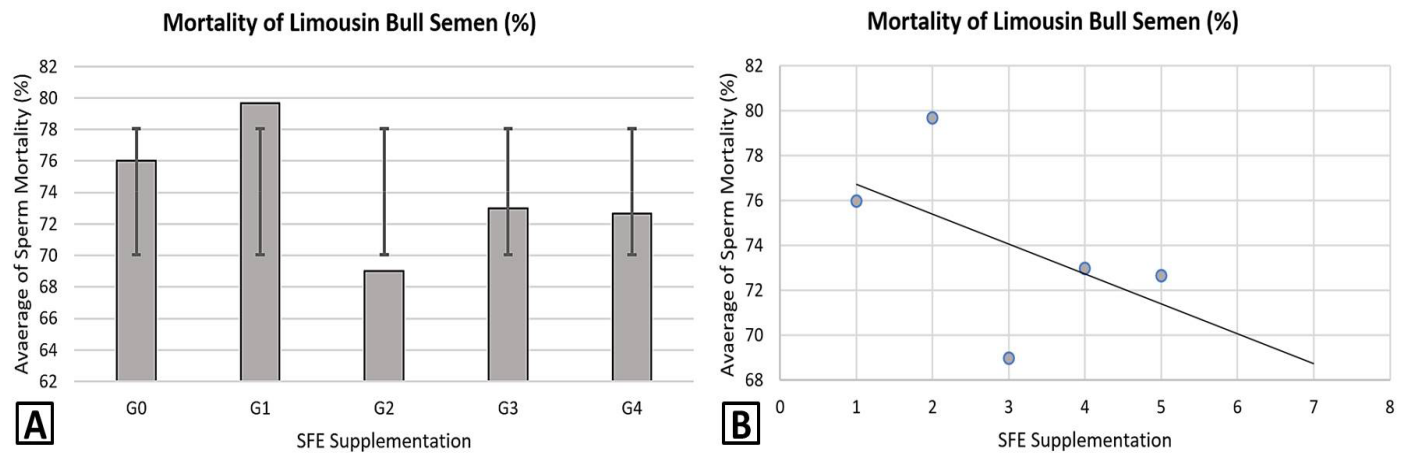 Mortality of Limousin Bull Semen (%)
Avaerage of Sperm Mortality (%)
82
80
78
76
74
72
70
68
66
64
62
G0 G1 G2 G3 G4
SFE Supplementation
A
Mortality of Limousin Bull Semen (%)
Avaerage of Sperm Mortality (%)
82
80
78
76
74
72
70
68
0 1 2 3 4 5 6 7 8
SFE Supplementation
B